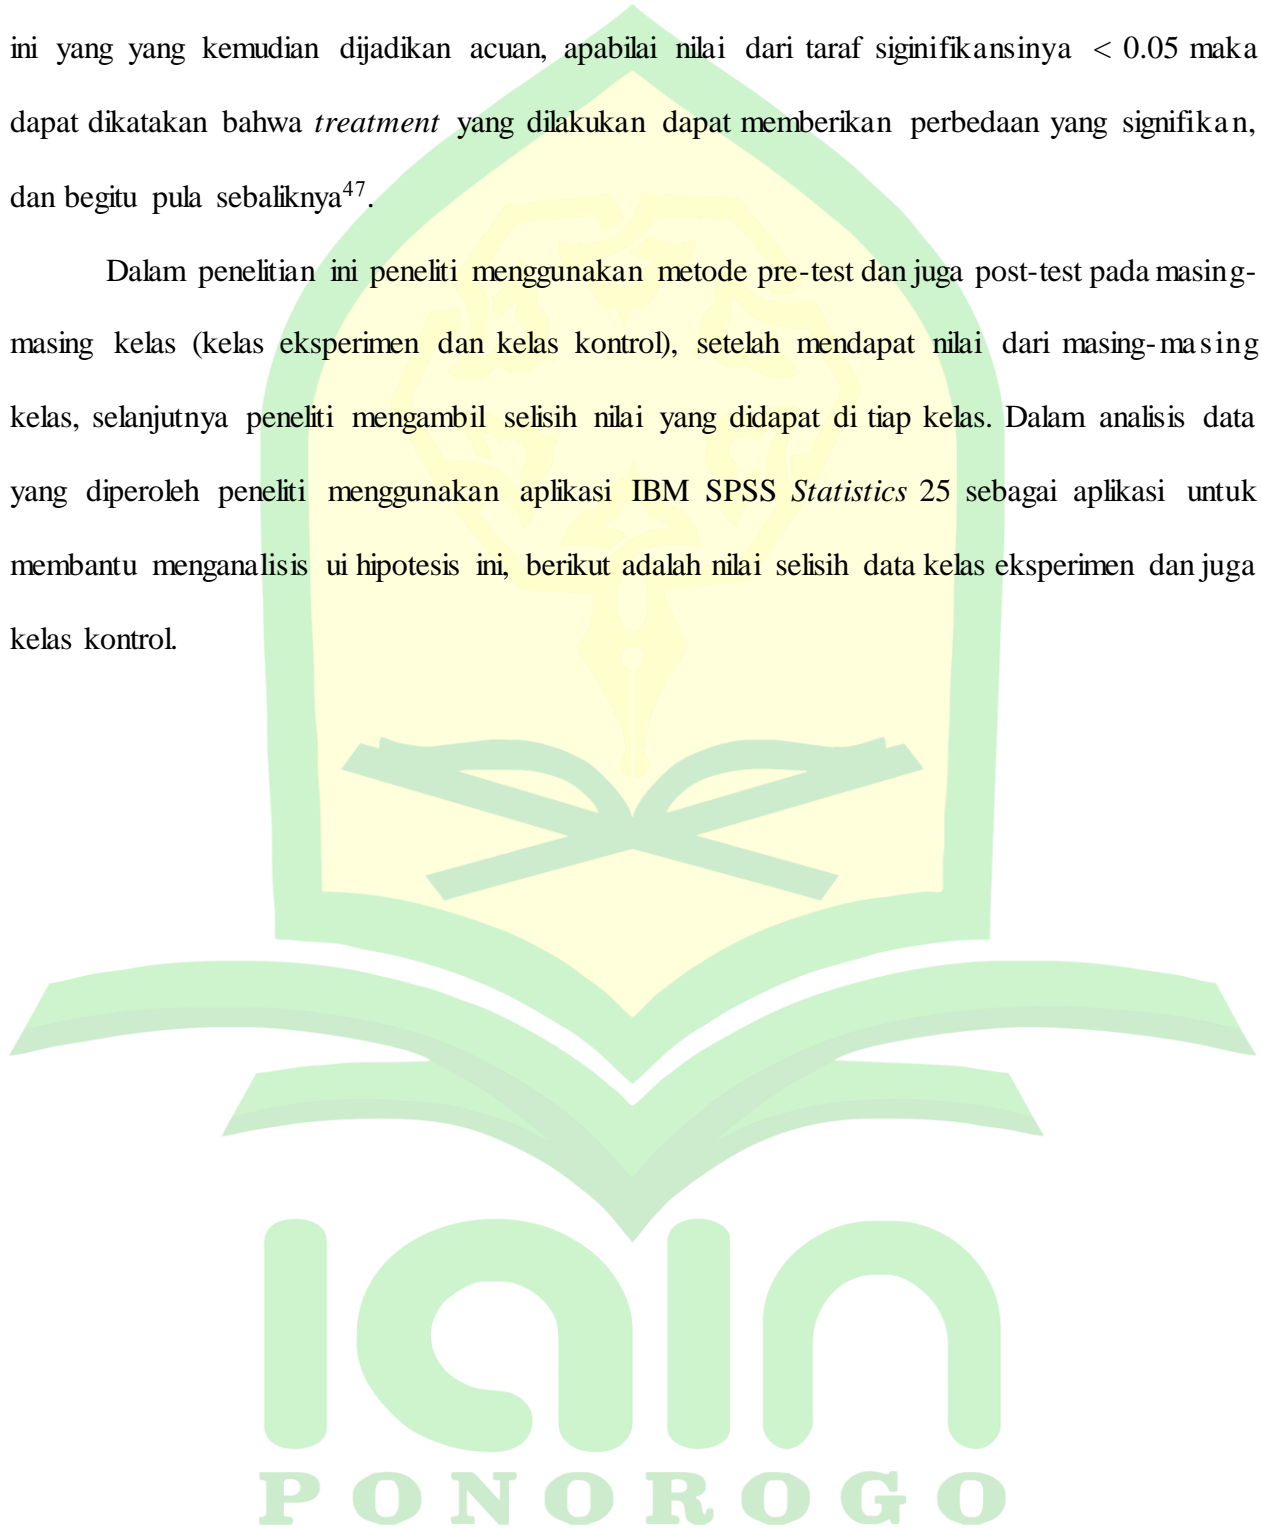 ini yang yang kemudian dijadikan acuan, apabilai nilai dari taraf siginifikansinya < 0.05 maka
dapat dikatakan bahwa treatment yang dilakukan dapat memberikan perbedaan yang signifikan,
dan begitu pula sebaliknya47.
Dalam penelitian ini peneliti menggunakan metode pre-test dan juga post-test pada masing-
masing kelas (kelas eksperimen dan kelas kontrol), setelah mendapat nilai dari masing-masing
kelas, selanjutnya peneliti mengambil selisih nilai yang didapat di tiap kelas. Dalam analisis data
yang diperoleh peneliti menggunakan aplikasi IBM SPSS Statistics 25 sebagai aplikasi untuk
membantu menganalisis ui hipotesis ini, berikut adalah nilai selisih data kelas eksperimen dan juga
kelas kontrol.
iain
PONOROGO